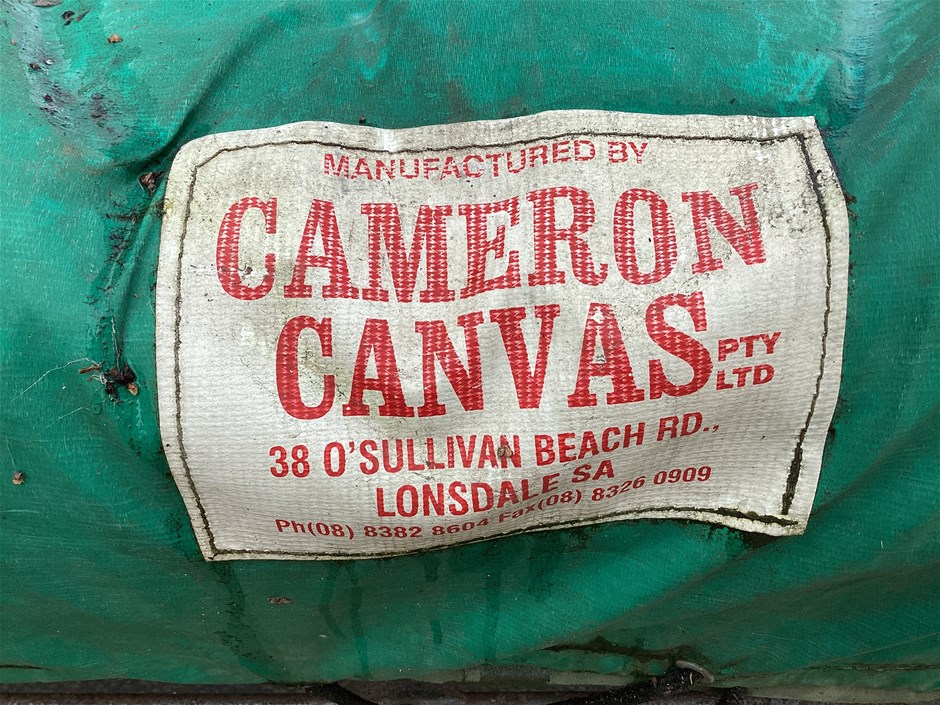 MANUFACTURED BY
CAMERON
CANVAS PTY LTD
38 O'SULLIVAN BEACH RD.,
LONSDALE SA
Ph(08) 8382 8604 Fax(08) 8326 0909